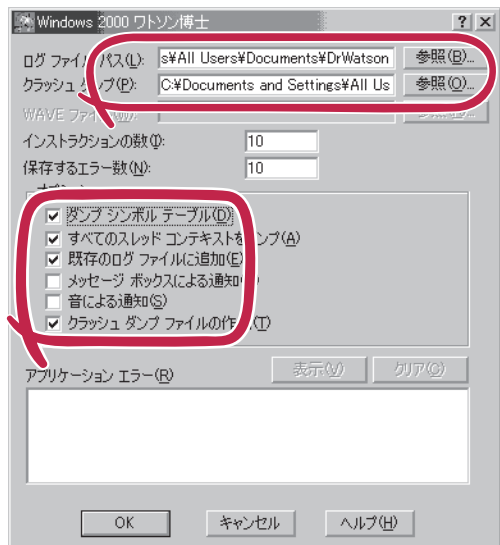 Windows 2000 ワトソン博士
ログ ファイル パス(L): s¥All Users¥Documents¥DrWatson 参照(B)...
クラッシュ ダンプ(P): C:¥Documents and Settings¥All Us 参照(O)...
WAVE ファイル(W): 参照(W)...
インストラクションの数(I): 10
保存するエラー数(N): 10
オプション
ダンプ シンボル テーブル(D)
すべてのスレッド コンテキストをダンプ(A)
既存のログ ファイルに追加(E)
メッセージ ボックスによる通知
音による通知(S)
クラッシュ ダンプ ファイルの作成(T)
アプリケーション エラー(R) 表示(V) クリア(C)
OK キャンセル ヘルプ(H)